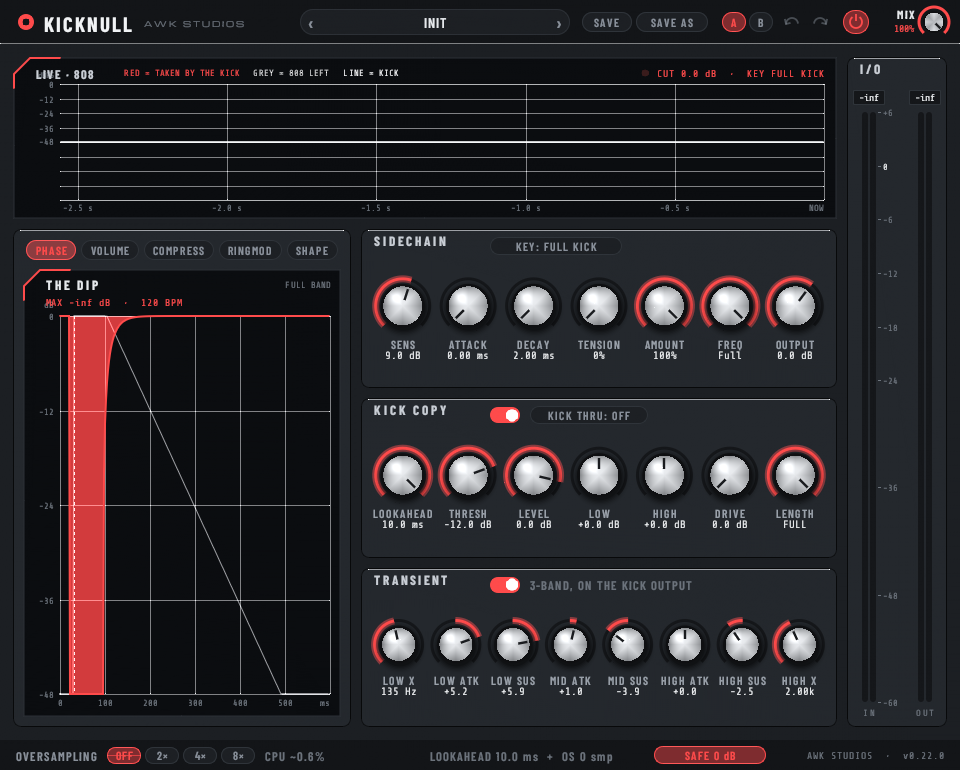 KICKNULL AWK STUDIOS ‹ INIT › SAVE SAVE AS A B MIX 100%
LIVE · 808 RED = TAKEN BY THE KICK GREY = 808 LEFT LINE = KICK CUT 0.0 dB · KEY FULL KICK
0
-12
-24
-36
-48
-2.5 s -2.0 s -1.5 s -1.0 s -0.5 s NOW
I/O
-inf -inf
+6
-0
-6
-12
-18
-24
-36
-48
-60
IN OUT
PHASE VOLUME COMPRESS RINGMOD SHAPE
THE DIP FULL BAND
MAX -inf dB · 120 BPM
dB
0
-12
-24
-36
-48
0 100 200 300 400 500 ms
SIDECHAIN KEY: FULL KICK
SENS ATTACK DECAY TENSION AMOUNT FREQ OUTPUT
9.0 dB 0.00 ms 2.00 ms 0% 100% Full 0.0 dB
KICK COPY KICK THRU: OFF
LOOKAHEAD THRESH LEVEL LOW HIGH DRIVE LENGTH
10.0 ms -12.0 dB 0.0 dB +0.0 dB +0.0 dB 0.0 dB FULL
TRANSIENT 3-BAND, ON THE KICK OUTPUT
LOW X LOW ATK LOW SUS MID ATK MID SUS HIGH ATK HIGH SUS HIGH X
135 Hz +5.2 +5.9 +1.0 -3.9 +0.0 -2.5 2.00k
OVERSAMPLING OFF 2× 4× 8× CPU ~0.6% LOOKAHEAD 10.0 ms + OS 0 smp SAFE 0 dB AWK STUDIOS · v0.22.0